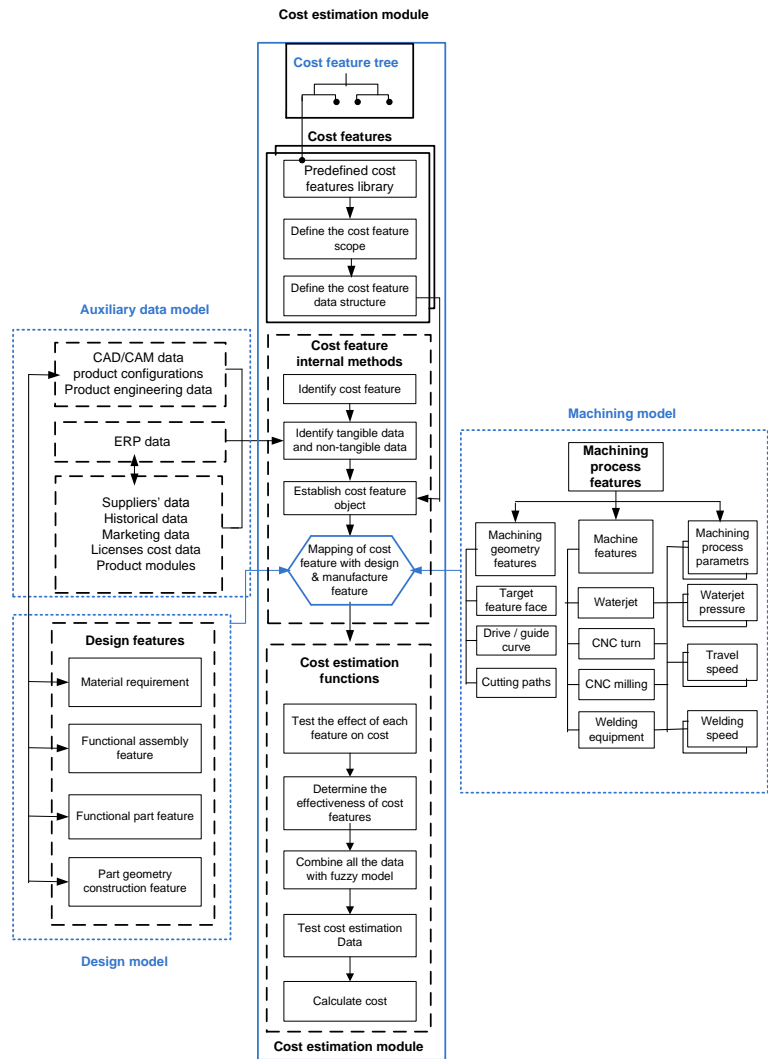 Cost estimation module
Cost feature tree
Cost features
Predefined cost
features library
Define the cost feature
scope
Define the cost feature
data structure
Auxiliary data model
CAD/CAM data
product configurations
Product engineering data
ERP data
Suppliers' data
Historical data
Marketing data
Licenses cost data
Product modules
Cost feature
internal methods
Identify cost feature
Identify tangible data
and non-tangible data
Establish cost feature
object
Mapping of cost
feature with design
& manufacture
feature
Machining model
Machining
process
features
Machining
geometry
features
Target
feature face
Drive / guide
curve
Cutting paths
Machine
features
Waterjet
CNC turn
CNC milling
Welding
equipment
Machining
process
parametrs
Waterjet
pressure
Travel
speed
Welding
speed
Design features
Material requirement
Functional assembly
feature
Functional part feature
Part geometry
construction feature
Design model
Cost estimation
functions
Test the effect of each
feature on cost
Determine the
effectiveness of cost
features
Combine all the data
with fuzzy model
Test cost estimation
Data
Calculate cost
Cost estimation module